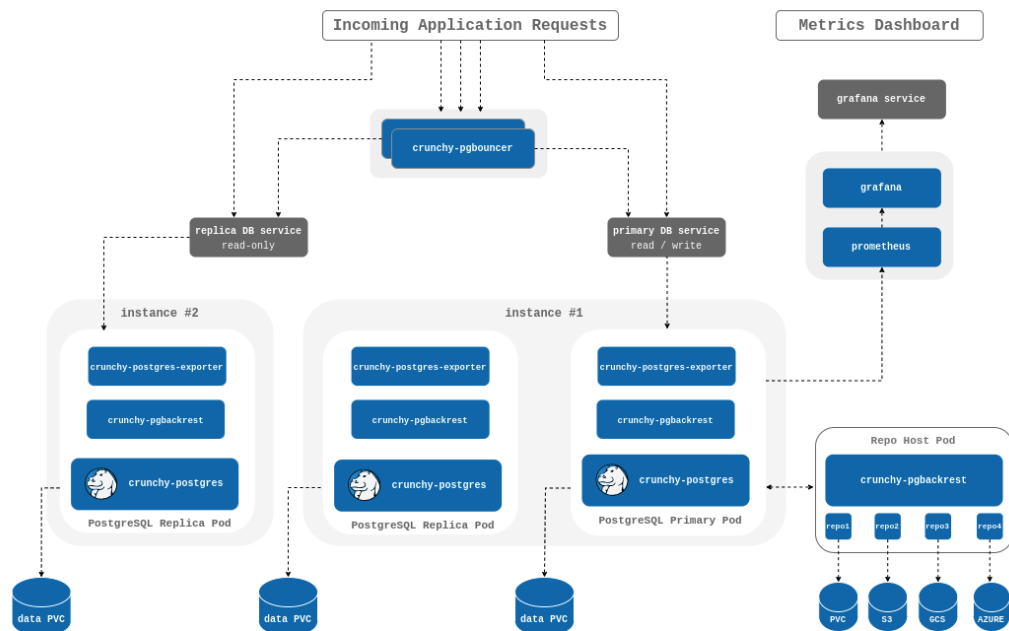 Incoming Application Requests
Metrics Dashboard
grafana service
crunchy-pgbouncer
grafana
replica DB service
read-only
primary DB service
read / write
prometheus
instance #2
instance #1
crunchy-postgres-exporter
crunchy-postgres-exporter
crunchy-postgres-exporter
crunchy-pgbackrest
crunchy-pgbackrest
crunchy-pgbackrest
crunchy-postgres
crunchy-postgres
crunchy-postgres
PostgreSQL Replica Pod
PostgreSQL Replica Pod
PostgreSQL Primary Pod
Repo Host Pod
crunchy-pgbackrest
repo1
repo2
repo3
repo4
data PVC
data PVC
data PVC
PVC
S3
GCS
AZURE